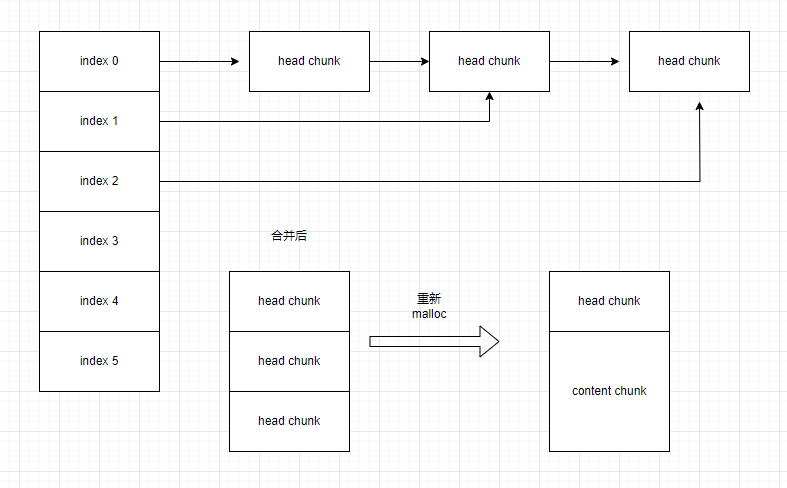 index 0
head chunk
head chunk
head chunk
index 1
index 2
index 3
index 4
index 5
合并后
head chunk
head chunk
head chunk
重新
malloc
head chunk
content chunk